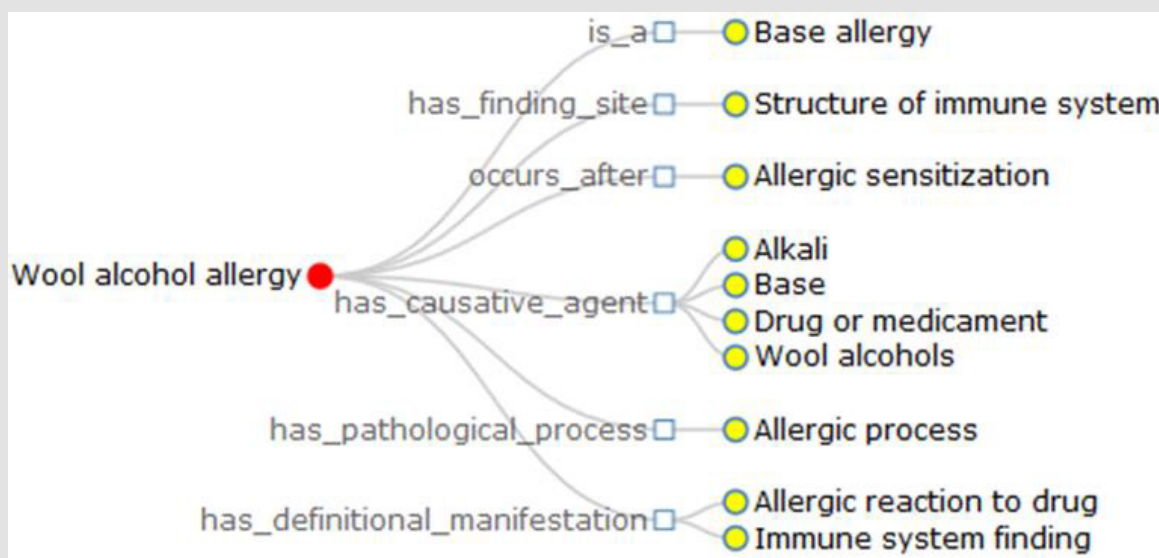 is_a Base allergy
has_finding_site Structure of immune system
occurs_after Allergic sensitization
Wool alcohol allergy
has_causative_agent
Alkali
Base
Drug or medicament
Wool alcohols
has_pathological_process Allergic process
has_definitional_manifestation
Allergic reaction to drug
Immune system finding